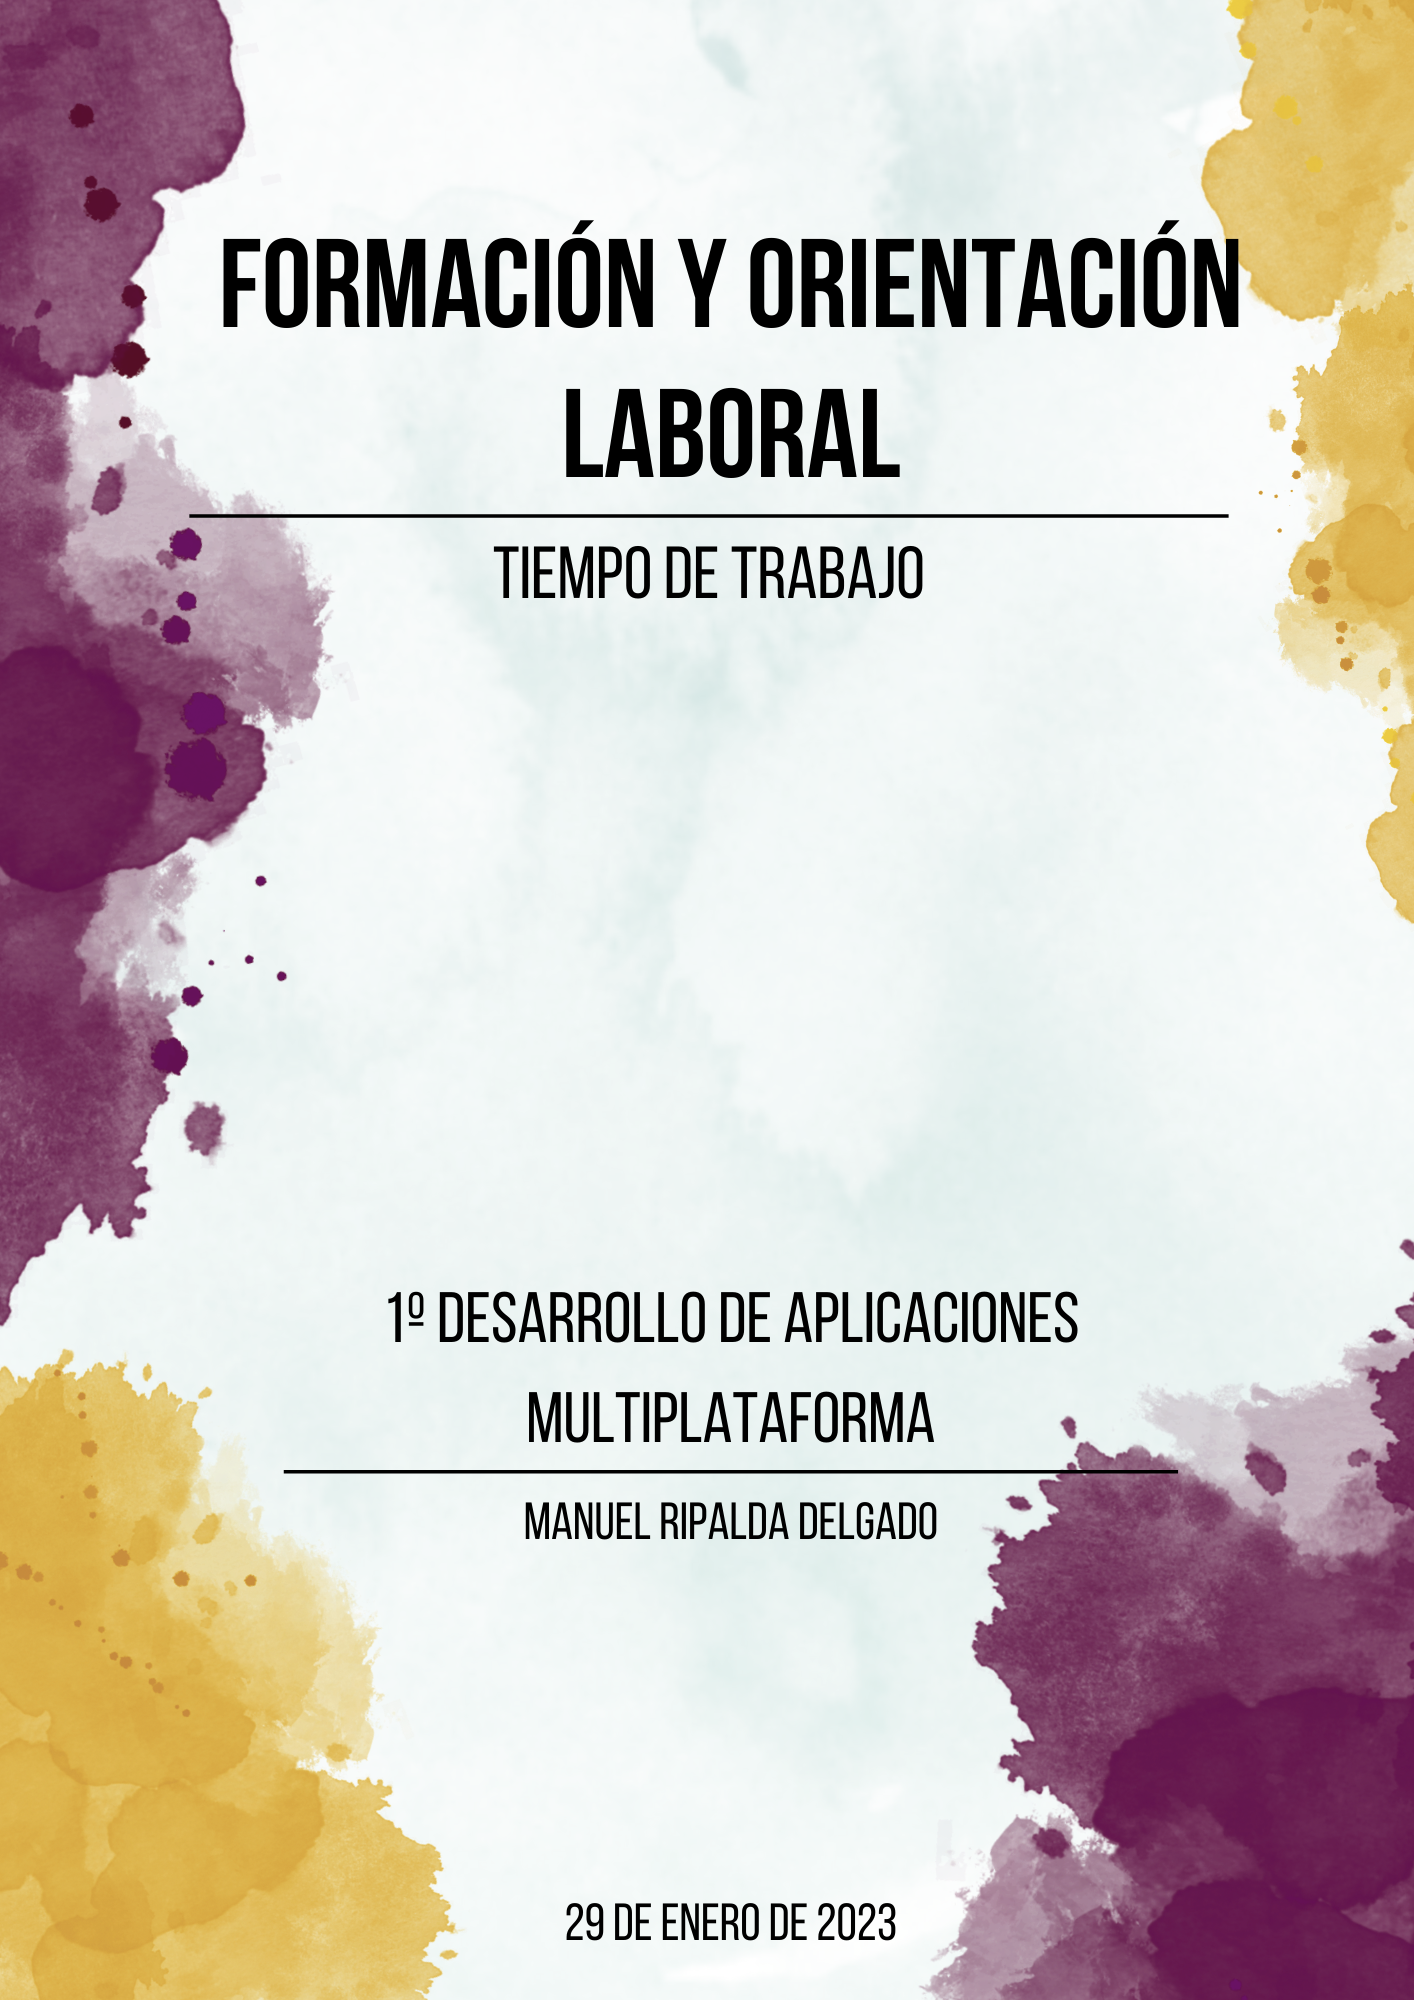 FORMACIÓN Y ORIENTACIÓN
LABORAL
TIEMPO DE TRABAJO
1º DESARROLLO DE APLICACIONES
MULTIPLATAFORMA
MANUEL RIPALDA DELGADO
29 DE ENERO DE 2023